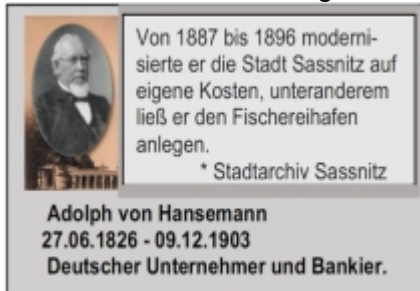 Von 1887 bis 1896 moderni-
sierte er die Stadt Sassnitz auf
eigene Kosten, unteranderem
ließ er den Fischereihafen
anlegen.
* Stadtarchiv Sassnitz
Adolph von Hansemann
27.06.1826 - 09.12.1903
Deutscher Unternehmer und Bankier.